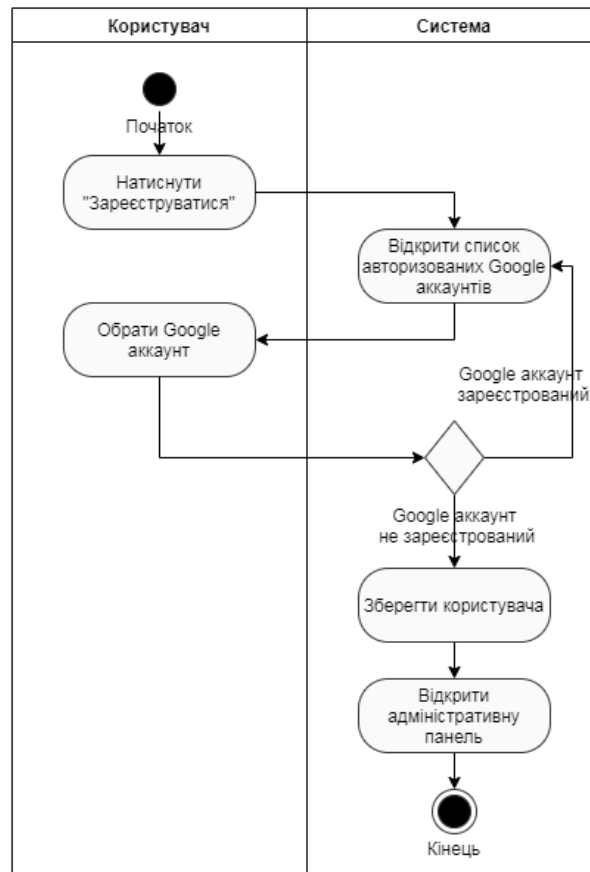 Користувач
Система
Початок
Натиснути
"Зареєструватися"
Відкрити список
авторизованих Google
аккаунтів
Обрати Google
аккаунт
Google аккаунт
зареєстрований
Google аккаунт
не зареєстрований
Зберегти користувача
Відкрити
адміністративну
панель
Кінець